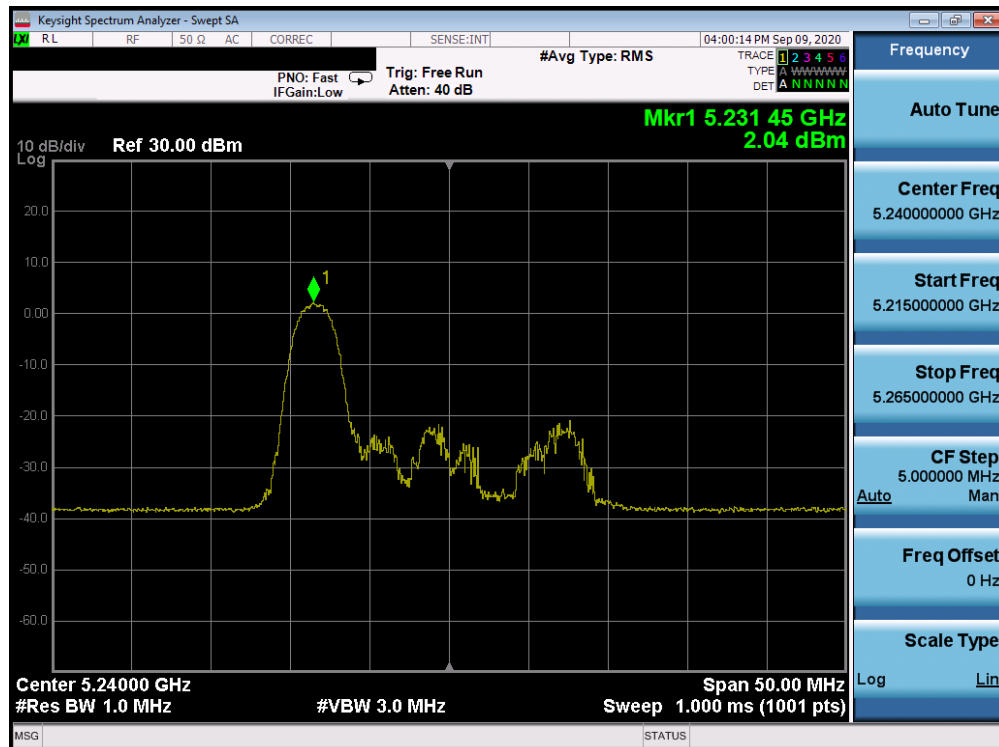 Keysight Spectrum Analyzer - Swept SA
LXI RL RF 50 Ω AC CORREC SENSE:INT 04:00:14 PM Sep 09, 2020
Frequency
#Avg Type: RMS
TRACE 1 2 3 4 5 6
PNO: Fast Trig: Free Run
TYPE A WWWWW
IFGain:Low Atten: 40 dB
DET A N N N N N
Auto Tune
Mkr1 5.231 45 GHz
2.04 dBm
10 dB/div Ref 30.00 dBm
Log
20.0
10.0
0.00
-10.0
-20.0
-30.0
-40.0
-50.0
-60.0
1
Center 5.24000 GHz Span 50.00 MHz
#Res BW 1.0 MHz #VBW 3.0 MHz Sweep 1.000 ms (1001 pts)
Center Freq
5.240000000 GHz
Start Freq
5.215000000 GHz
Stop Freq
5.265000000 GHz
CF Step
5.000000 MHz
Auto Man
Freq Offset
0 Hz
Scale Type
Log Lin
MSG STATUS